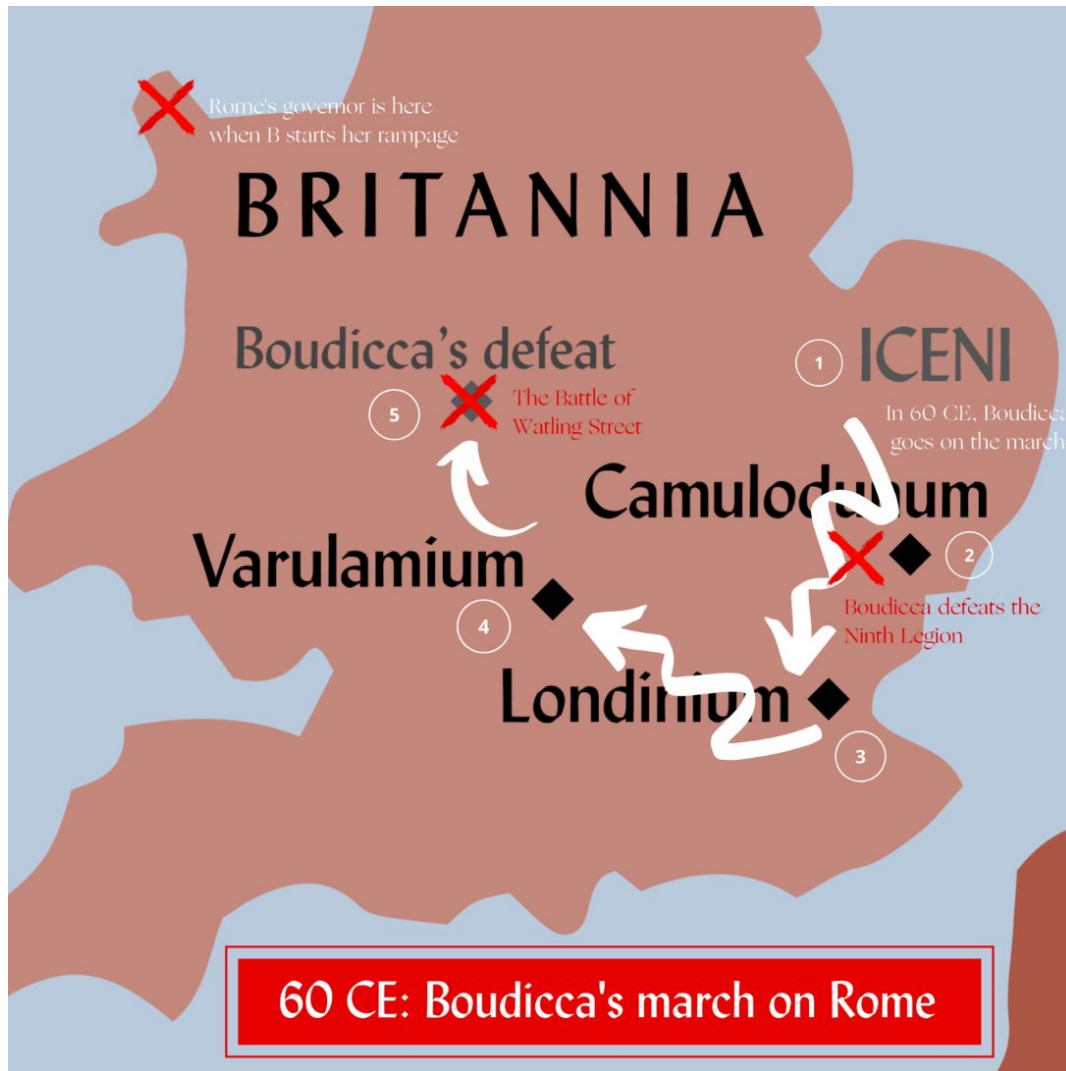 Rome's governor is here
when B starts her rampage
BRITANNIA
Boudicca's defeat
1
ICENI
5
The Battle of
Watling Street
In 60 CE, Boudicca
goes on the march
Camulodunum
Varulamium
2
4
Boudicca defeats the
Ninth Legion
Londinium
3
60 CE: Boudicca's march on Rome